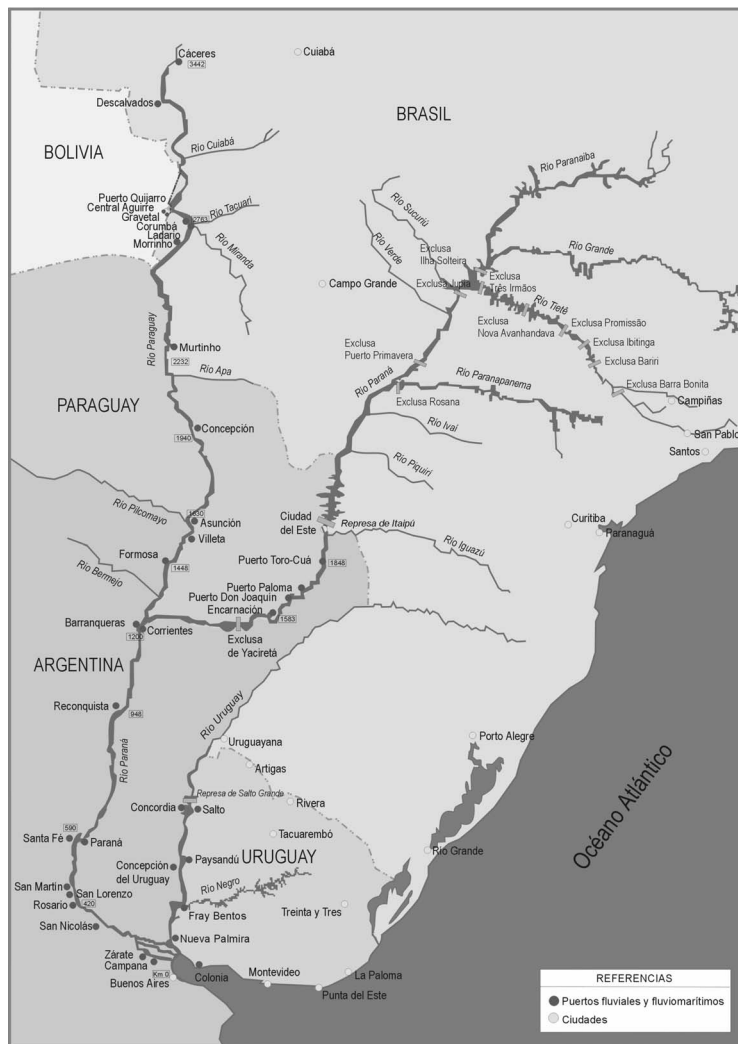 Cáceres
3442
Cuiabá
Descalvados
BRASIL
BOLIVIA
Río Cuiabá
Río Paranaiba
Puerto Quijarro
Central Aguirre
Gravetal
Corumbá
Ladario
Morrinho
2763
Río Tacuarí
Río Miranda
Río Sucuriú
Río Verde
Río Grande
Exclusa
Ilha Solteira
Campo Grande
Exclusa Jupia
Exclusa
Três Irmãos
Río Tieté
Exclusa
Nova Avanhandava
Exclusa Promissão
Exclusa Ibitinga
Exclusa Bariri
Río Paraguay
Murtinho
2232
Río Apa
Exclusa
Puerto Primavera
Río Paraná
Río Paranapanema
Exclusa Rosana
Exclusa Barra Bonita
Campiñas
PARAGUAY
Concepción
1940
Río Ivaí
San Pablo
Santos
Río Piquirí
Río Pilcomayo
1630
Asunción
Villeta
Ciudad
del Este
Represa de Itaipú
Curitiba
Paranaguá
Río Iguazú
Formosa
1448
Río Bermejo
Puerto Toro-Cuá
1848
Puerto Paloma
Puerto Don Joaquín
Encarnación
1583
Barranqueras
1200
Corrientes
Exclusa
de Yaciretá
ARGENTINA
Reconquista
948
Río Paraná
Río Uruguay
Uruguayana
Porto Alegre
Artigas
Océano Atlántico
Represa de Salto Grande
Concordia
Salto
Rivera
590
Santa Fé
Paraná
Tacuarembó
Río Grande
Concepción
del Uruguay
Paysandú
URUGUAY
San Martín
San Lorenzo
Rosario
420
Río Negro
Fray Bentos
Treinta y Tres
San Nicolás
Nueva Palmira
Zárate
Campana
Km 0
Buenos Aires
Colonia
Montevideo
La Paloma
Punta del Este
REFERENCIAS
Puertos fluviales y fluviomarítimos
Ciudades